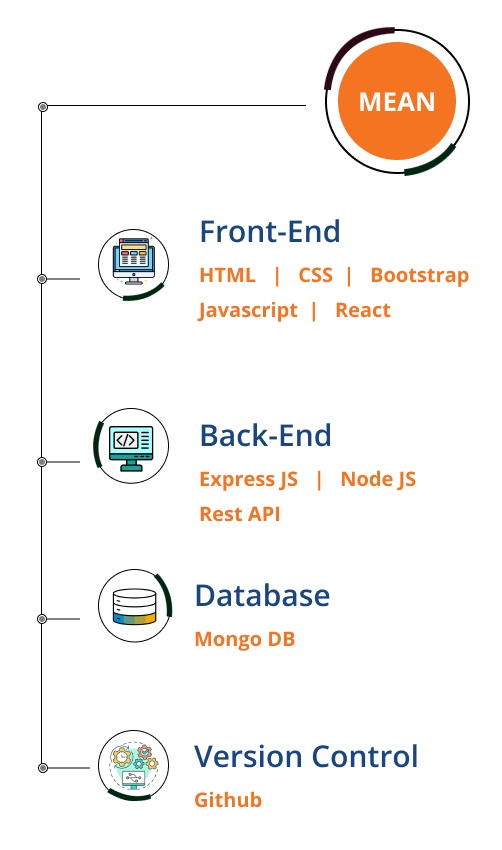 MEAN
Front-End
HTML | CSS | Bootstrap
Javascript | React
Back-End
Express JS | Node JS
Rest API
Database
Mongo DB
Version Control
Github